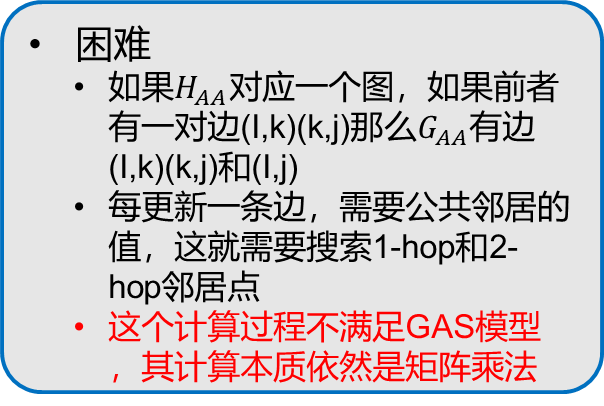 • 困难
• 如果H_AA对应一个图，如果前者
有一对边(I,k)(k,j)那么G_AA有边
(I,k)(k,j)和(I,j)
• 每更新一条边，需要公共邻居的
值，这就需要搜索1-hop和2-
hop邻居点
• 这个计算过程不满足GAS模型
，其计算本质依然是矩阵乘法